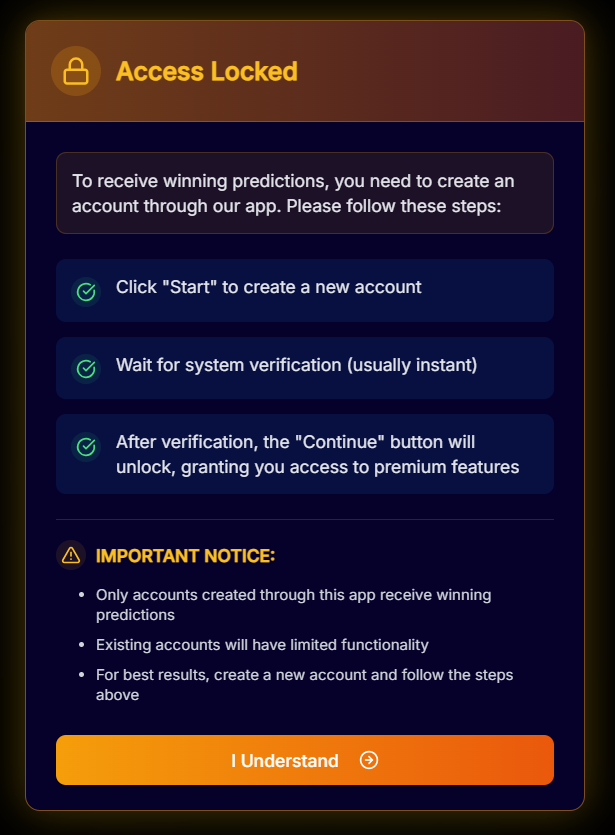 Access Locked
To receive winning predictions, you need to create an
account through our app. Please follow these steps:
Click "Start" to create a new account
Wait for system verification (usually instant)
After verification, the "Continue" button will
unlock, granting you access to premium features
IMPORTANT NOTICE:
• Only accounts created through this app receive winning
predictions
• Existing accounts will have limited functionality
• For best results, create a new account and follow the steps
above
I Understand